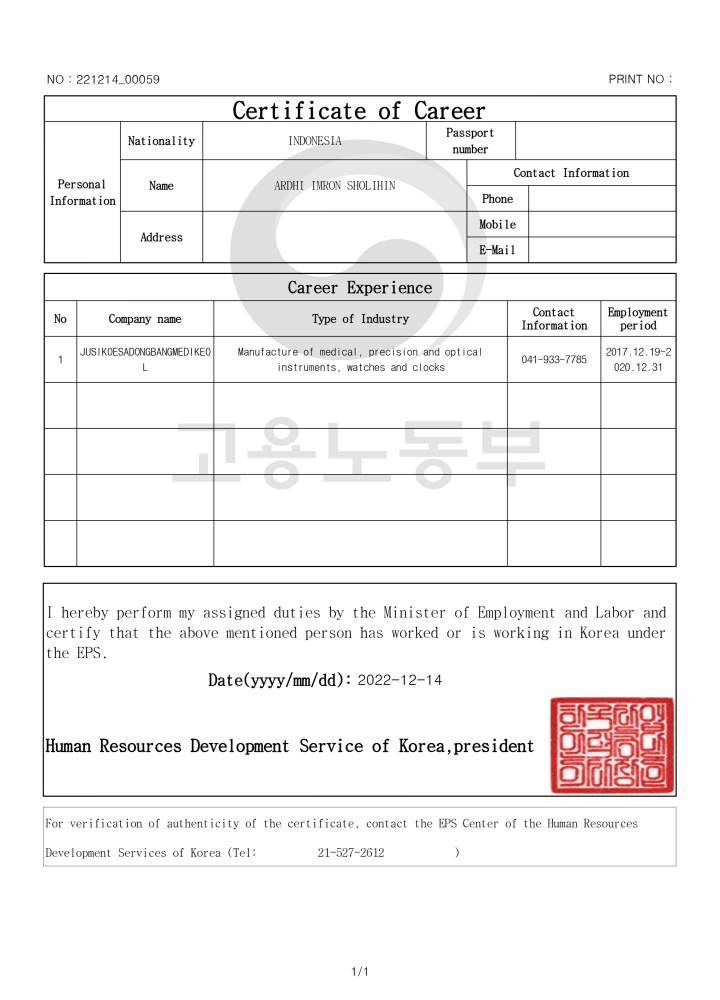 NO : 221214_00059
PRINT NO :
Certificate of Career
Personal Information
Nationality
INDONESIA
Passport number
Name
ARDHI IMRON SHOLIHIN
Contact Information
Phone
Address
Mobile
E-Mail
Career Experience
No
Company name
Type of Industry
Contact Information
Employment period
1
JUSIKOESADONGBANGMEDIKEO
L
Manufacture of medical, precision and optical
instruments, watches and clocks
041-933-7785
2017.12.19-2
020.12.31
고용노동부
I hereby perform my assigned duties by the Minister of Employment and Labor and
certify that the above mentioned person has worked or is working in Korea under
the EPS.
Date(yyyy/mm/dd): 2022-12-14
Human Resources Development Service of Korea,president
For verification of authenticity of the certificate, contact the EPS Center of the Human Resources
Development Services of Korea (Tel: 21-527-2612 )
1/1